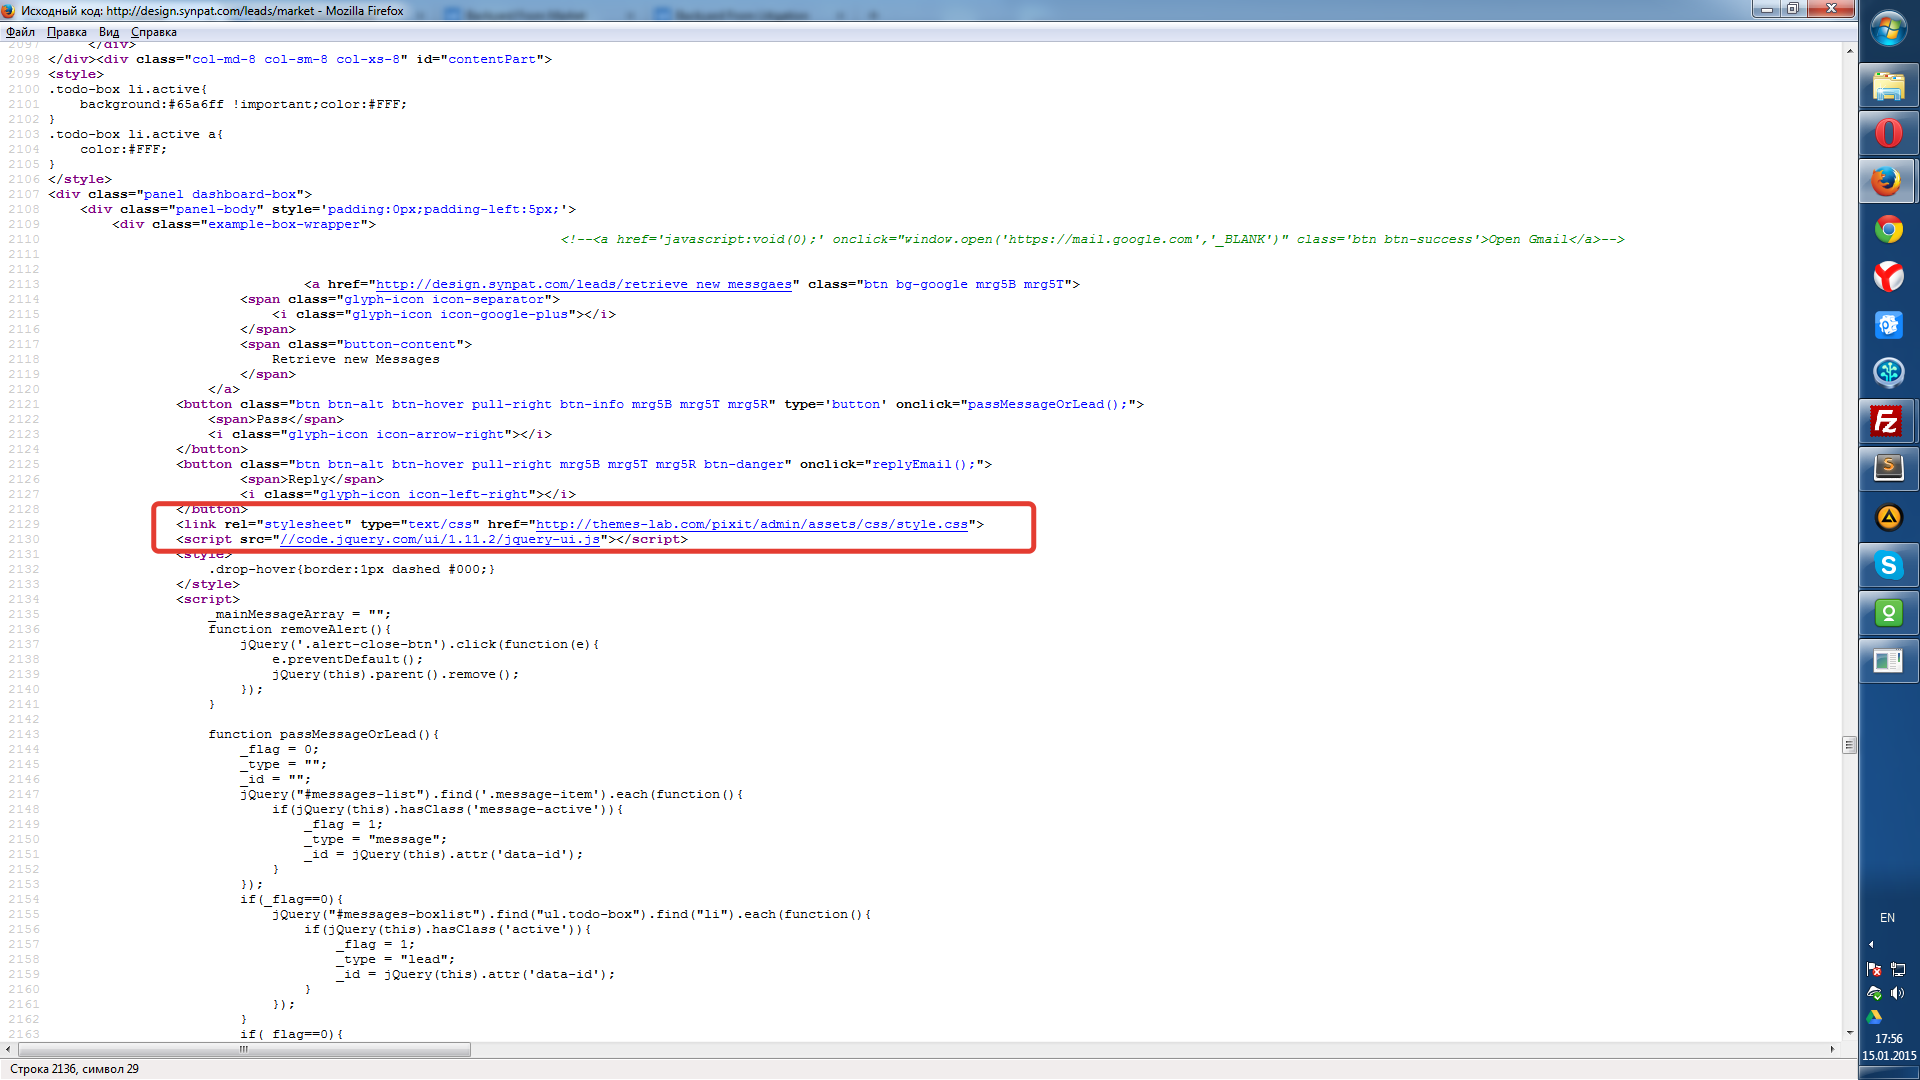 Исходный код: http://design.synpat.com/leads/market - Mozilla Firefox
Файл Правка Вид Справка
2097 </div>
2098 </div><div class="col-md-8 col-sm-8 col-xs-8" id="contentPart">
2099 <style>
2100 .todo-box li.active{
2101 background:#65a6ff !important;color:#FFF;
2102 }
2103 .todo-box li.active a{
2104 color:#FFF;
2105 }
2106 </style>
2107 <div class="panel dashboard-box">
2108 <div class="panel-body" style='padding:0px;padding-left:5px;'>
2109 <div class="example-box-wrapper">
2110 <!--<a href='javascript:void(0);' onclick="window.open('https://mail.google.com','_BLANK')" class='btn btn-success'>Open Gmail</a>-->
2111
2112
2113 <a href="http://design.synpat.com/leads/retrieve_new_messgaes" class="btn bg-google mrg5B mrg5T">
2114 <span class="glyph-icon icon-separator">
2115 <i class="glyph-icon icon-google-plus"></i>
2116 </span>
2117 <span class="button-content">
2118 Retrieve new Messages
2119 </span>
2120 </a>
2121 <button class="btn btn-alt btn-hover pull-right btn-info mrg5B mrg5T mrg5R" type='button' onclick="passMessageOrLead();">
2122 <span>Pass</span>
2123 <i class="glyph-icon icon-arrow-right"></i>
2124 </button>
2125 <button class="btn btn-alt btn-hover pull-right mrg5B mrg5T mrg5R btn-danger" onclick="replyEmail();">
2126 <span>Reply</span>
2127 <i class="glyph-icon icon-left-right"></i>
2128 </button>
2129 <link rel="stylesheet" type="text/css" href="http://themes-lab.com/pixit/admin/assets/css/style.css">
2130 <script src="//code.jquery.com/ui/1.11.2/jquery-ui.js"></script>
2131 <style>
2132 .drop-hover{border:1px dashed #000;}
2133 </style>
2134 <script>
2135 _mainMessageArray = "";
2136 function removeAlert(){
2137 jQuery('.alert-close-btn').click(function(e){
2138 e.preventDefault();
2139 jQuery(this).parent().remove();
2140 });
2141 }
2142
2143 function passMessageOrLead(){
2144 _flag = 0;
2145 _type = "";
2146 _id = "";
2147 jQuery("#messages-list").find('.message-item').each(function(){
2148 if(jQuery(this).hasClass('message-active')){
2149 _flag = 1;
2150 _type = "message";
2151 _id = jQuery(this).attr('data-id');
2152 }
2153 });
2154 if(_flag==0){
2155 jQuery("#messages-boxlist").find("ul.todo-box").find("li").each(function(){
2156 if(jQuery(this).hasClass('active')){
2157 _flag = 1;
2158 _type = "lead";
2159 _id = jQuery(this).attr('data-id');
2160 }
2161 });
2162 }
2163 if(_flag==0){
Строка 2136, символ 29
EN
17:56
15.01.2015